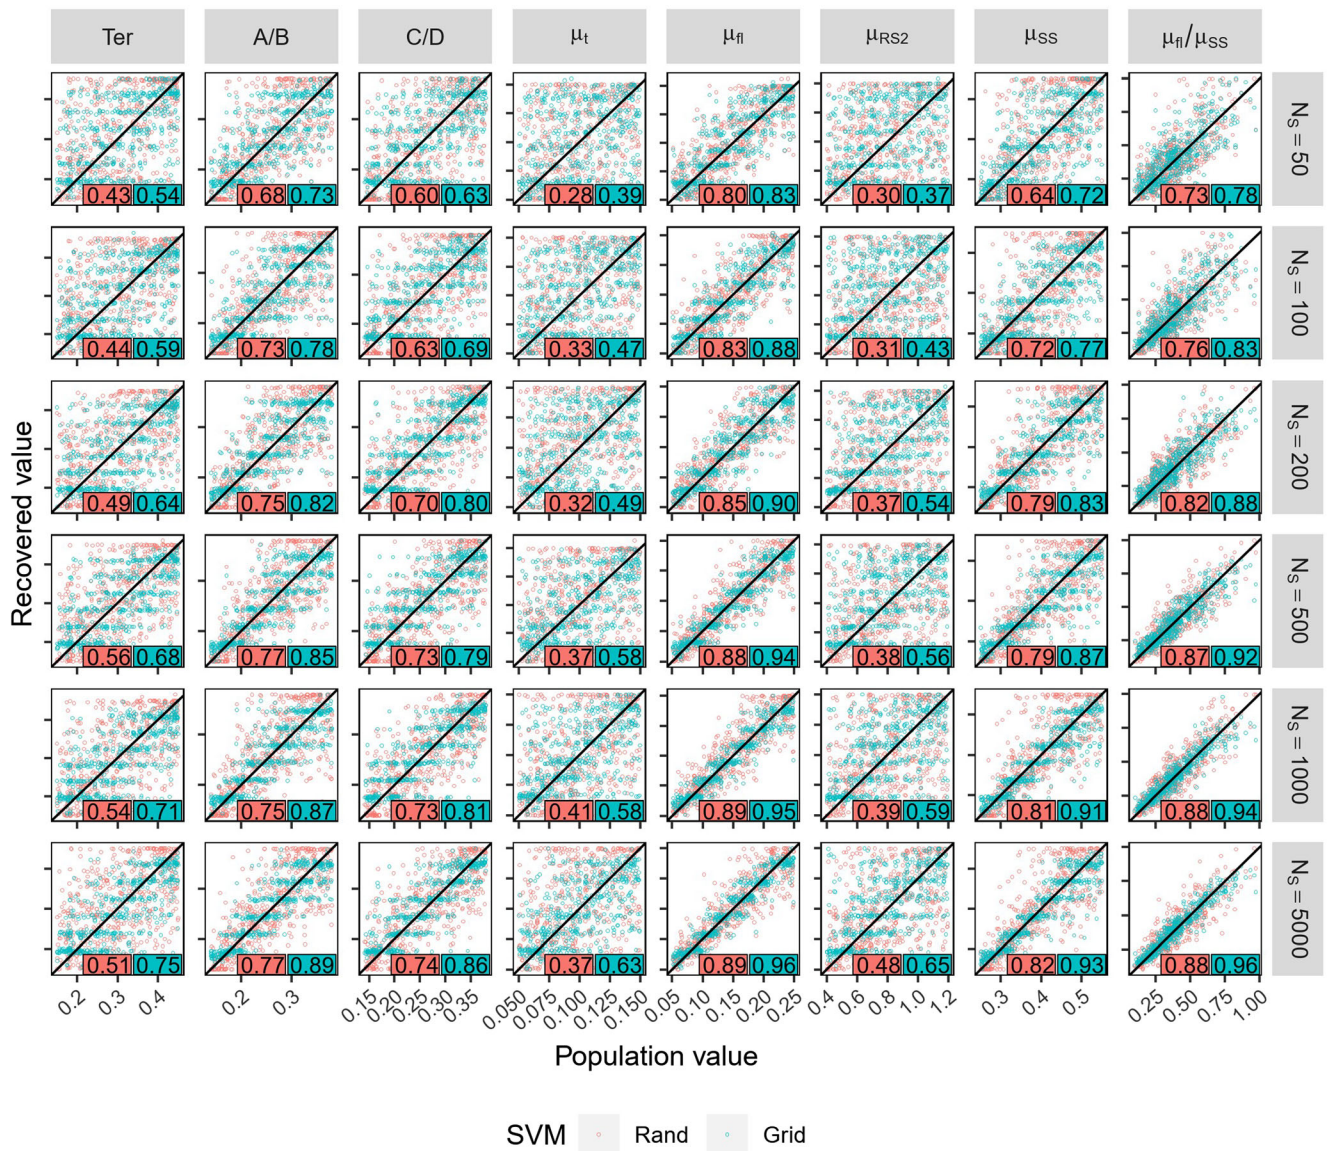 Ter A/B C/D μt μfl μRS2 μSS μfl/μSS
0.43 0.54 0.68 0.73 0.60 0.63 0.28 0.39 0.80 0.83 0.30 0.37 0.64 0.72 0.73 0.78
NS = 50
0.44 0.59 0.73 0.78 0.63 0.69 0.33 0.47 0.83 0.88 0.31 0.43 0.72 0.77 0.76 0.83
NS = 100
0.49 0.64 0.75 0.82 0.70 0.80 0.32 0.49 0.85 0.90 0.37 0.54 0.79 0.83 0.82 0.88
NS = 200
Recovered value
0.56 0.68 0.77 0.85 0.73 0.79 0.37 0.58 0.88 0.94 0.38 0.56 0.79 0.87 0.87 0.92
NS = 500
0.54 0.71 0.75 0.87 0.73 0.81 0.41 0.58 0.89 0.95 0.39 0.59 0.81 0.91 0.88 0.94
NS = 1000
0.51 0.75 0.77 0.89 0.74 0.86 0.37 0.63 0.89 0.96 0.48 0.65 0.82 0.93 0.88 0.96
NS = 5000
0.2 0.3 0.4 0.2 0.3 0.15 0.20 0.25 0.30 0.35 0.050 0.075 0.100 0.125 0.150 0.05 0.10 0.15 0.20 0.25 0.4 0.6 0.8 1.0 1.2 0.3 0.4 0.5 0.25 0.50 0.75 1.00
Population value
SVM Rand Grid